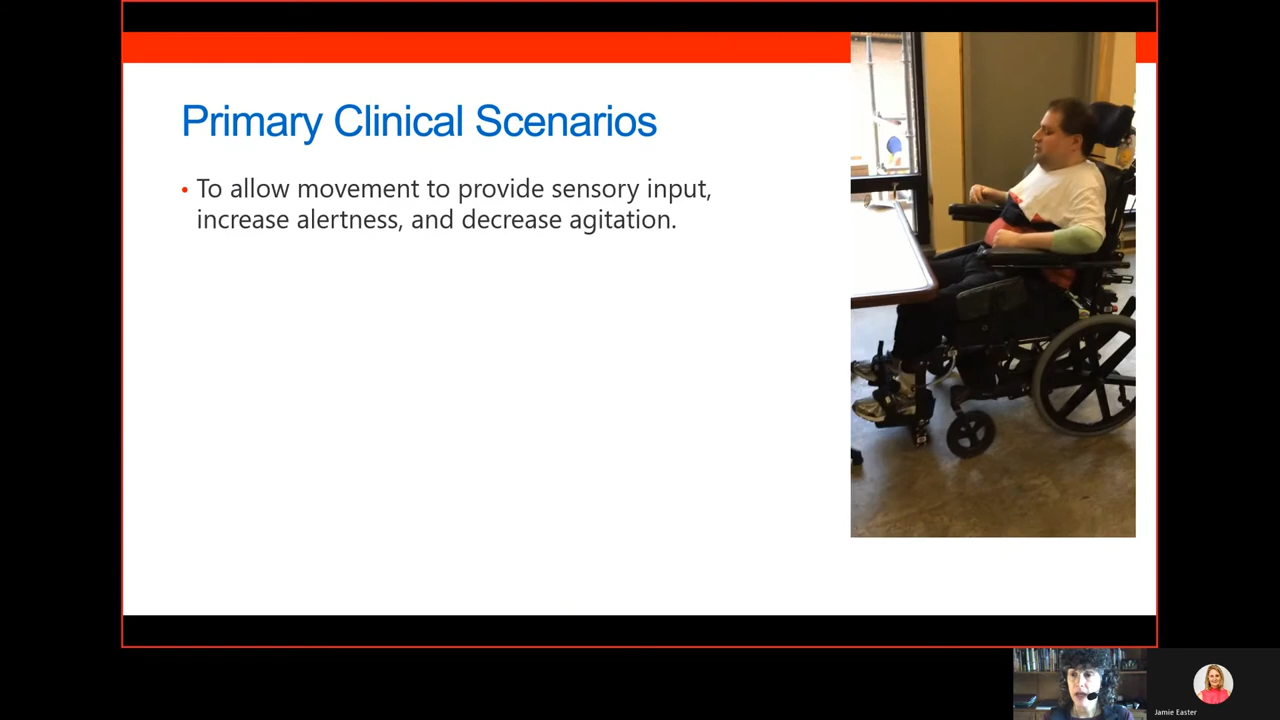 Primary Clinical Scenarios
• To allow movement to provide sensory input,
increase alertness, and decrease agitation.
Jamie Easter